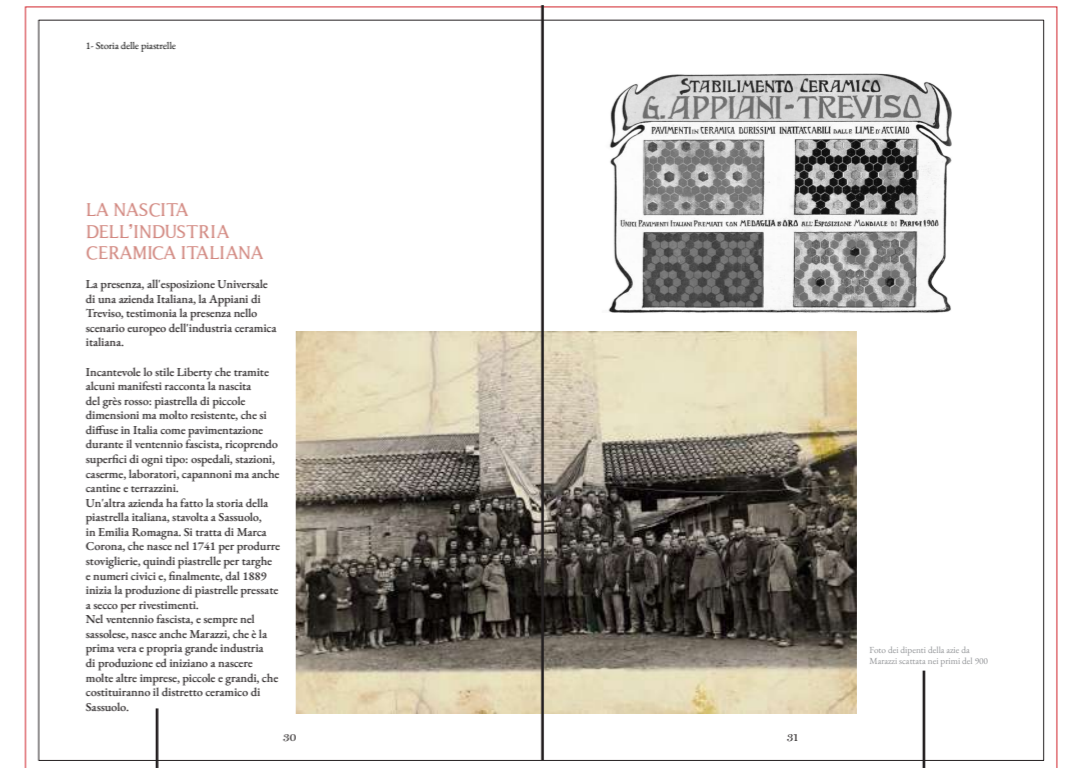 1- Storia delle piastrelle
LA NASCITA
DELL'INDUSTRIA
CERAMICA ITALIANA
La presenza, all'esposizione Universale
di una azienda Italiana, la Appiani di
Treviso, testimonia la presenza nello
scenario europeo dell'industria ceramica
italiana.
Incantevole lo stile Liberty che tramite
alcuni manifesti racconta la nascita
del grès rosso: piastrella di piccole
dimensioni ma molto resistente, che si
diffuse in Italia come pavimentazione
durante il ventennio fascista, ricoprendo
superfici di ogni tipo: ospedali, stazioni,
caserme, laboratori, capannoni ma anche
cantine e terrazzini.
Un'altra azienda ha fatto la storia della
piastrella italiana, stavolta a Sassuolo,
in Emilia Romagna. Si tratta di Marca
Corona, che nasce nel 1741 per produrre
stoviglierie, quindi piastrelle per targhe
e numeri civici e, finalmente, dal 1889
inizia la produzione di piastrelle pressate
a secco per rivestimenti.
Nel ventennio fascista, e sempre nel
sassolese, nasce anche Marazzi, che è la
prima vera e propria grande industria
di produzione ed iniziano a nascere
molte altre imprese, piccole e grandi, che
costituiranno il distretto ceramico di
Sassuolo.
30
STABILIMENTO CERAMICO
G. APPIANI-TREVISO
PAVIMENTI IN CERAMICA DURISSIMI INATTACCABILI DALLE LIME D'ACCIAIO
UNICI PAVIMENTI ITALIANI PREMIATI CON MEDAGLIA D'ORO ALL'ESPOSIZIONE MONDIALE DI PARIGI 1900
Foto dei dipenti della azie da
Marazzi scattata nei primi del 900
31